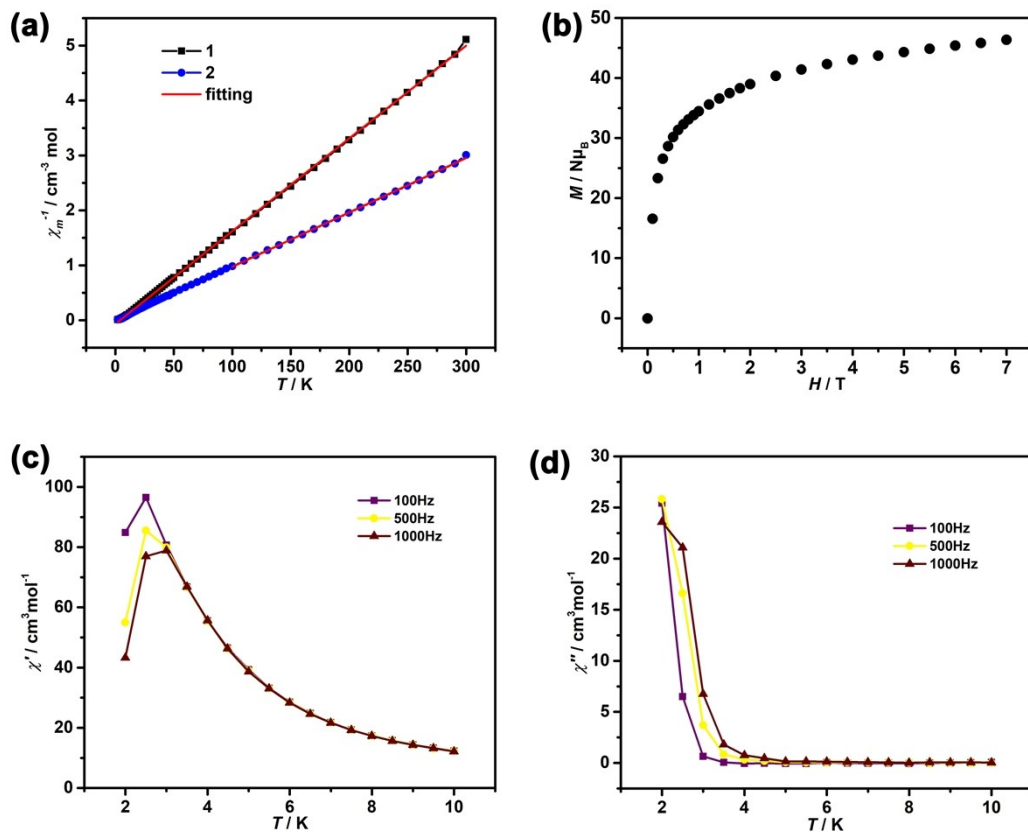 (a)
1
2
fitting
5
4
3
2
1
0
χₘ⁻¹ / cm⁻³ mol
0 50 100 150 200 250 300
T / K
(b)
50
40
30
20
10
0
M / Nμ_B
0 1 2 3 4 5 6 7
H / T
(c)
100Hz
500Hz
1000Hz
100
80
60
40
20
0
χ′ / cm³mol⁻¹
2 4 6 8 10
T / K
(d)
100Hz
500Hz
1000Hz
30
25
20
15
10
5
0
χ″ / cm³mol⁻¹
2 4 6 8 10
T / K